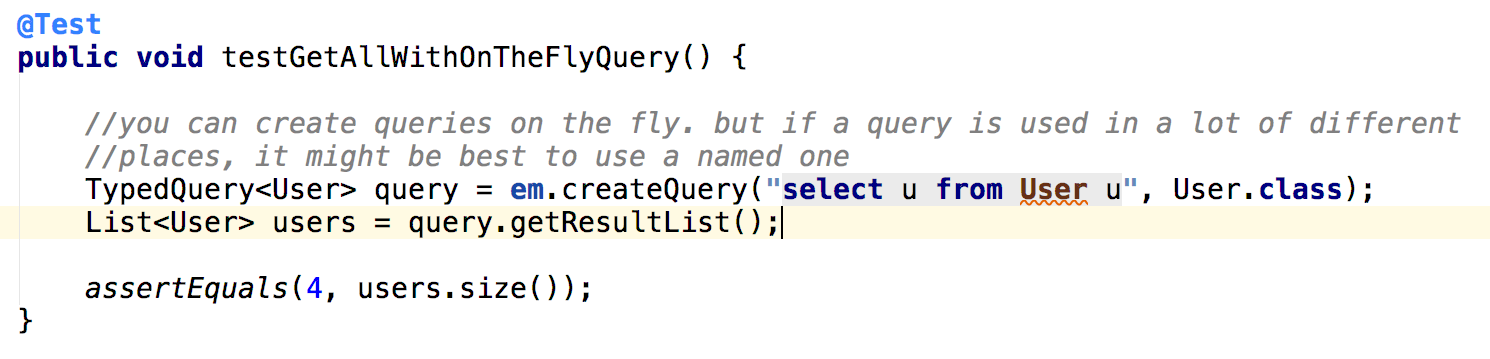 @Test
public void testGetAllWithOnTheFlyQuery() {
//you can create queries on the fly. but if a query is used in a lot of different
//places, it might be best to use a named one
TypedQuery<User> query = em.createQuery("select u from User u", User.class);
List<User> users = query.getResultList();
assertEquals(4, users.size());
}